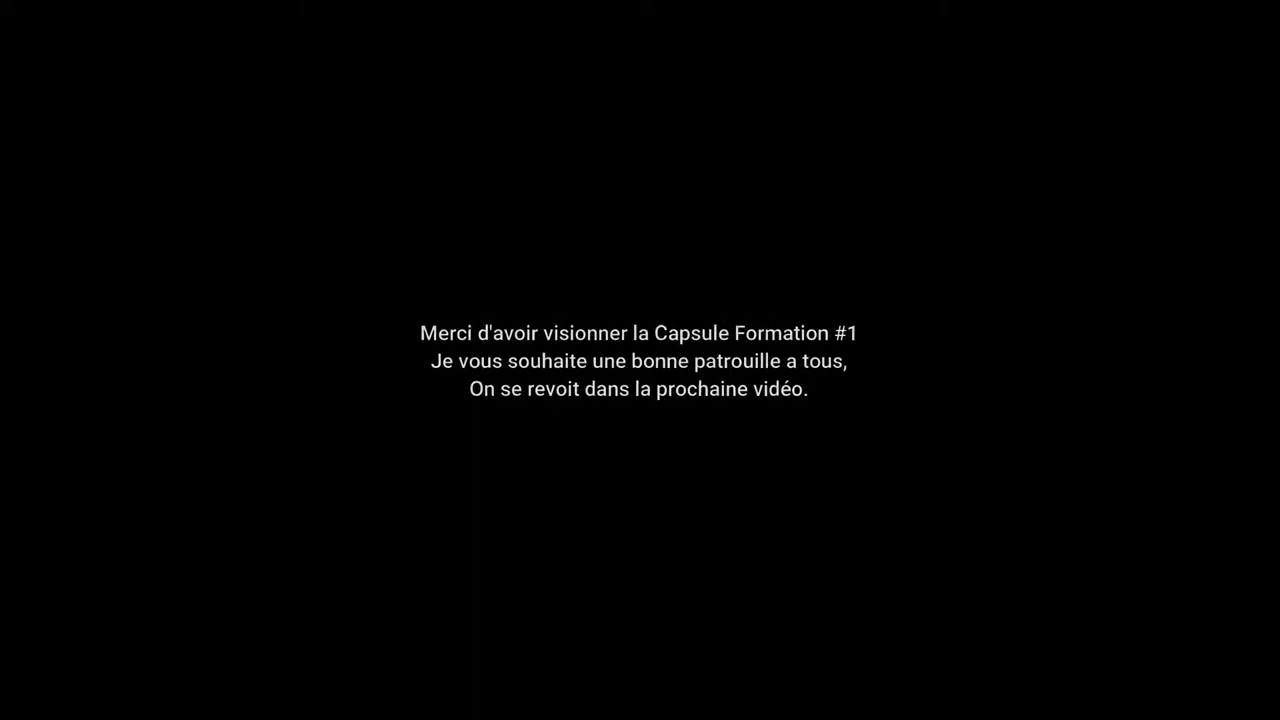 Merci d'avoir visionner la Capsule Formation #1
Je vous souhaite une bonne patrouille a tous,
On se revoit dans la prochaine vidéo.